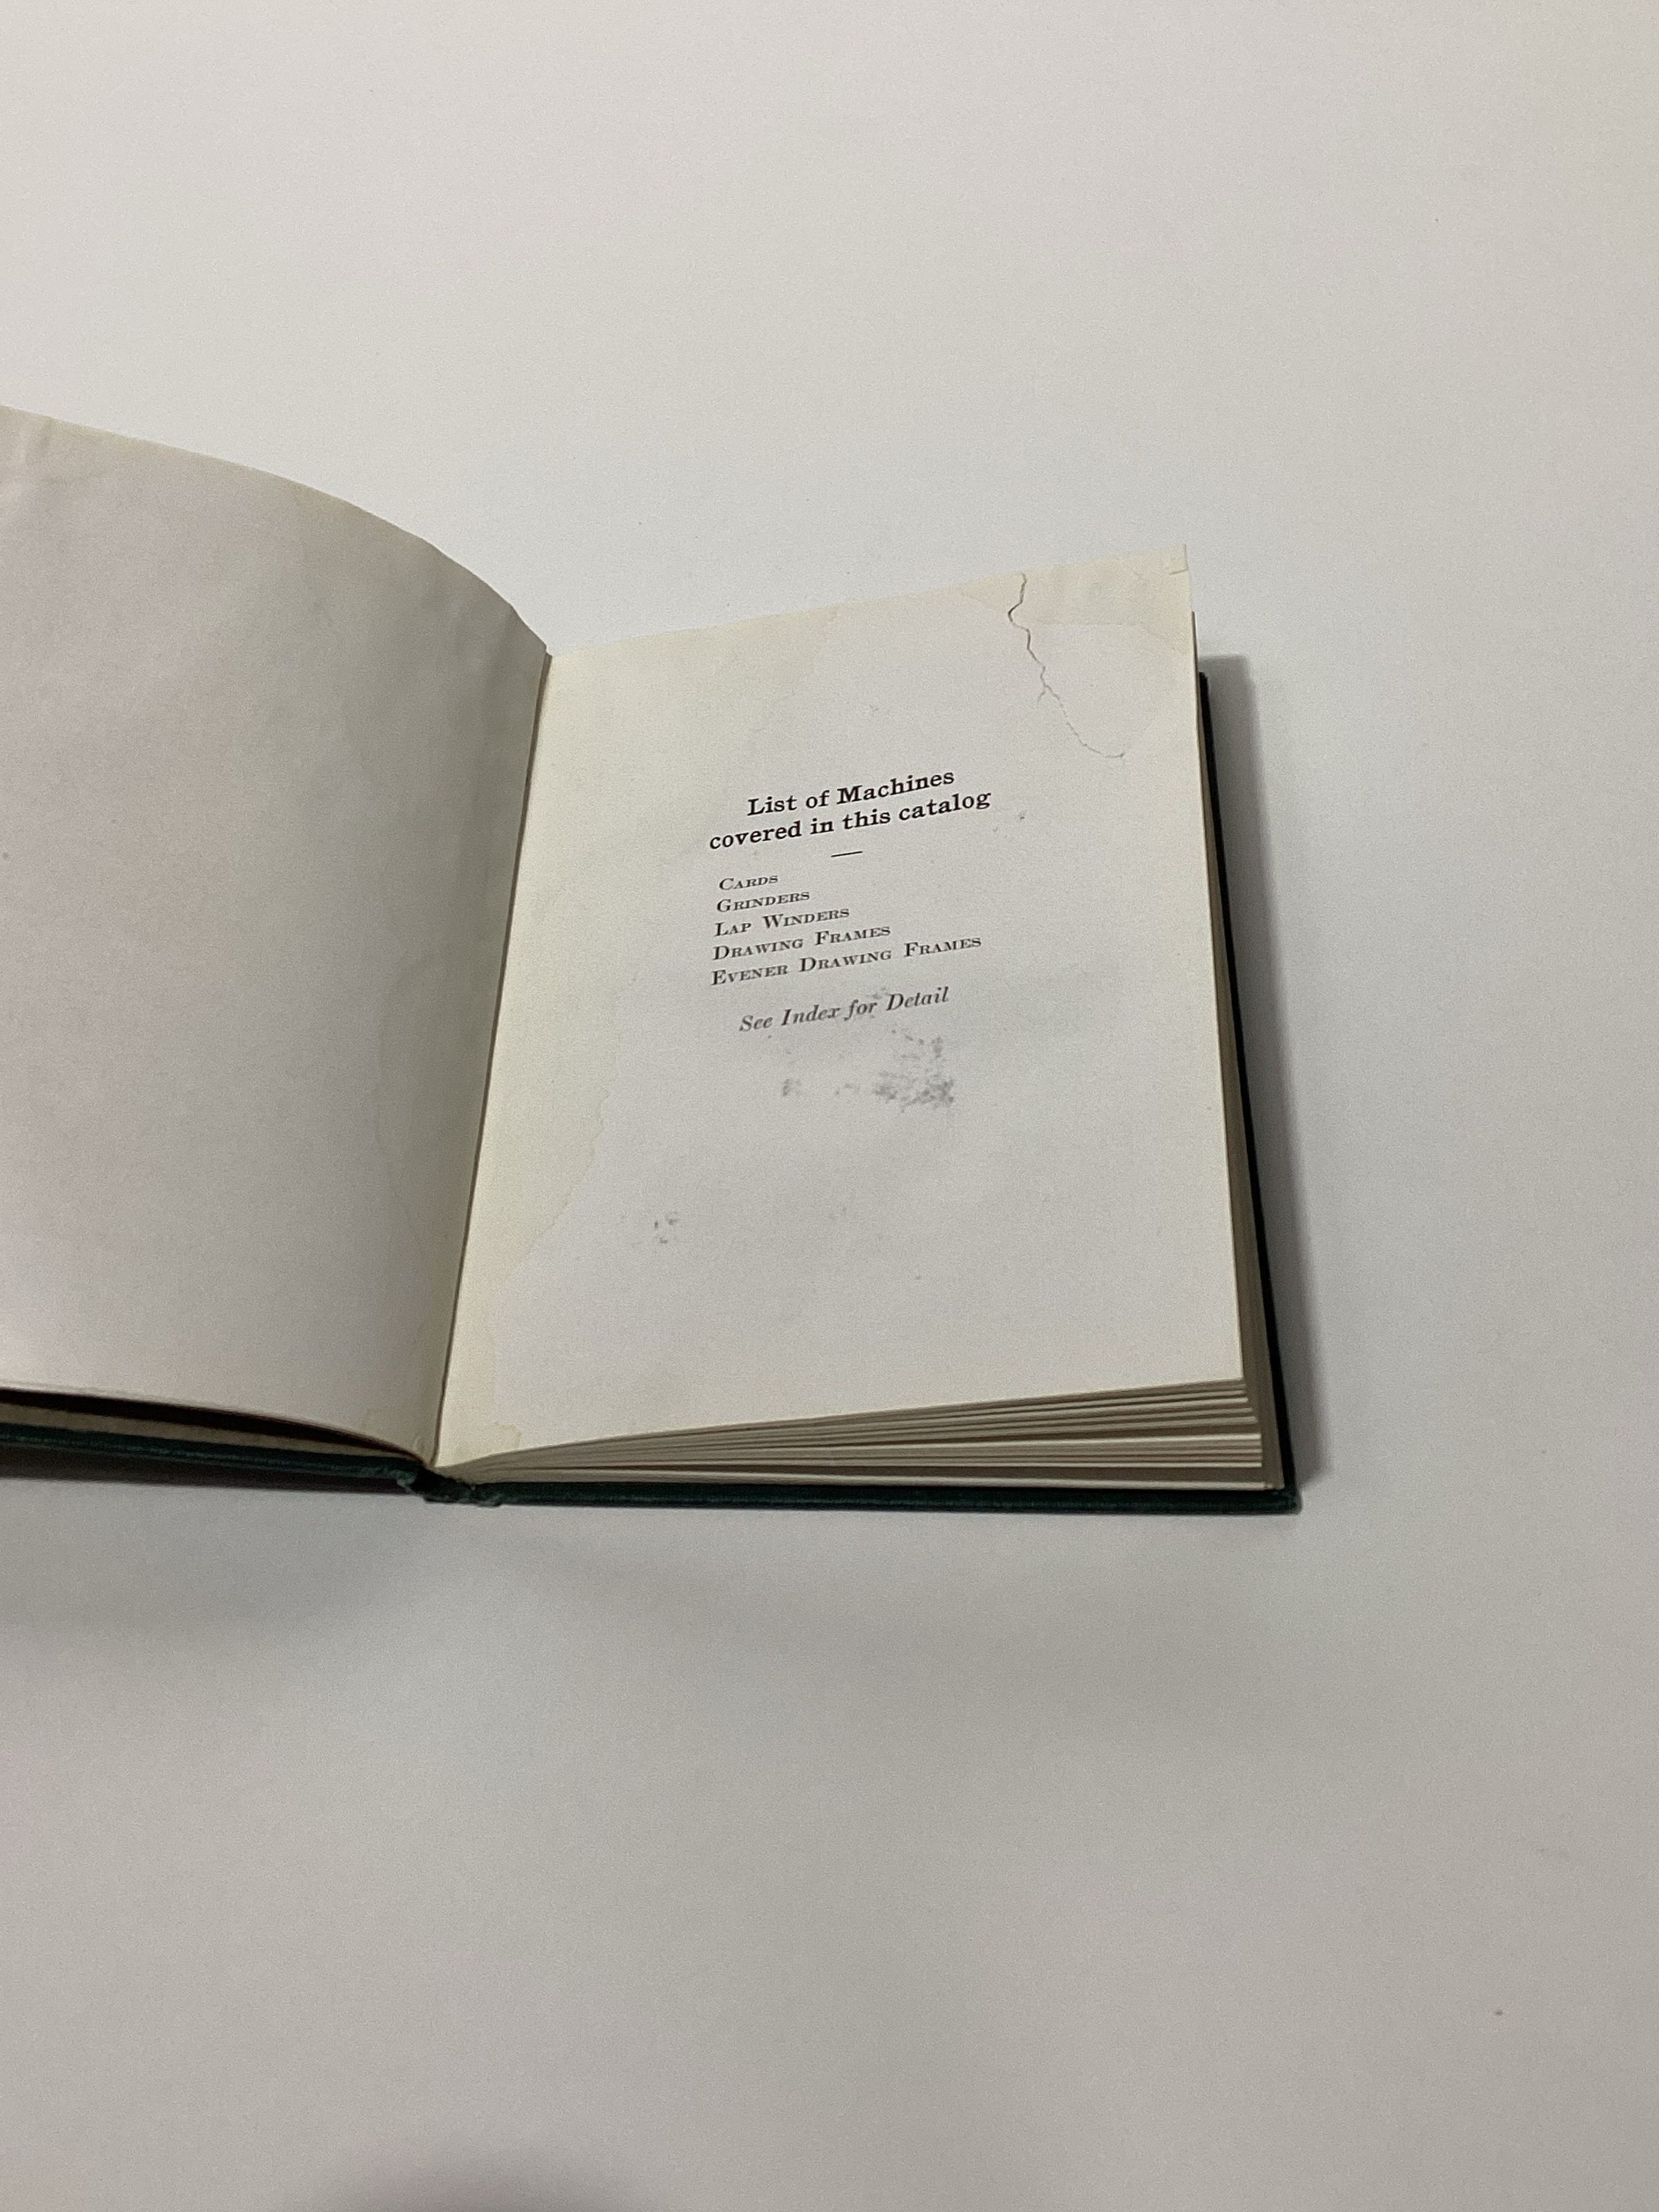 List of Machines
covered in this catalog
Cards
Grinders
Lap Winders
Drawing Frames
Evener Drawing Frames
See Index for Detail